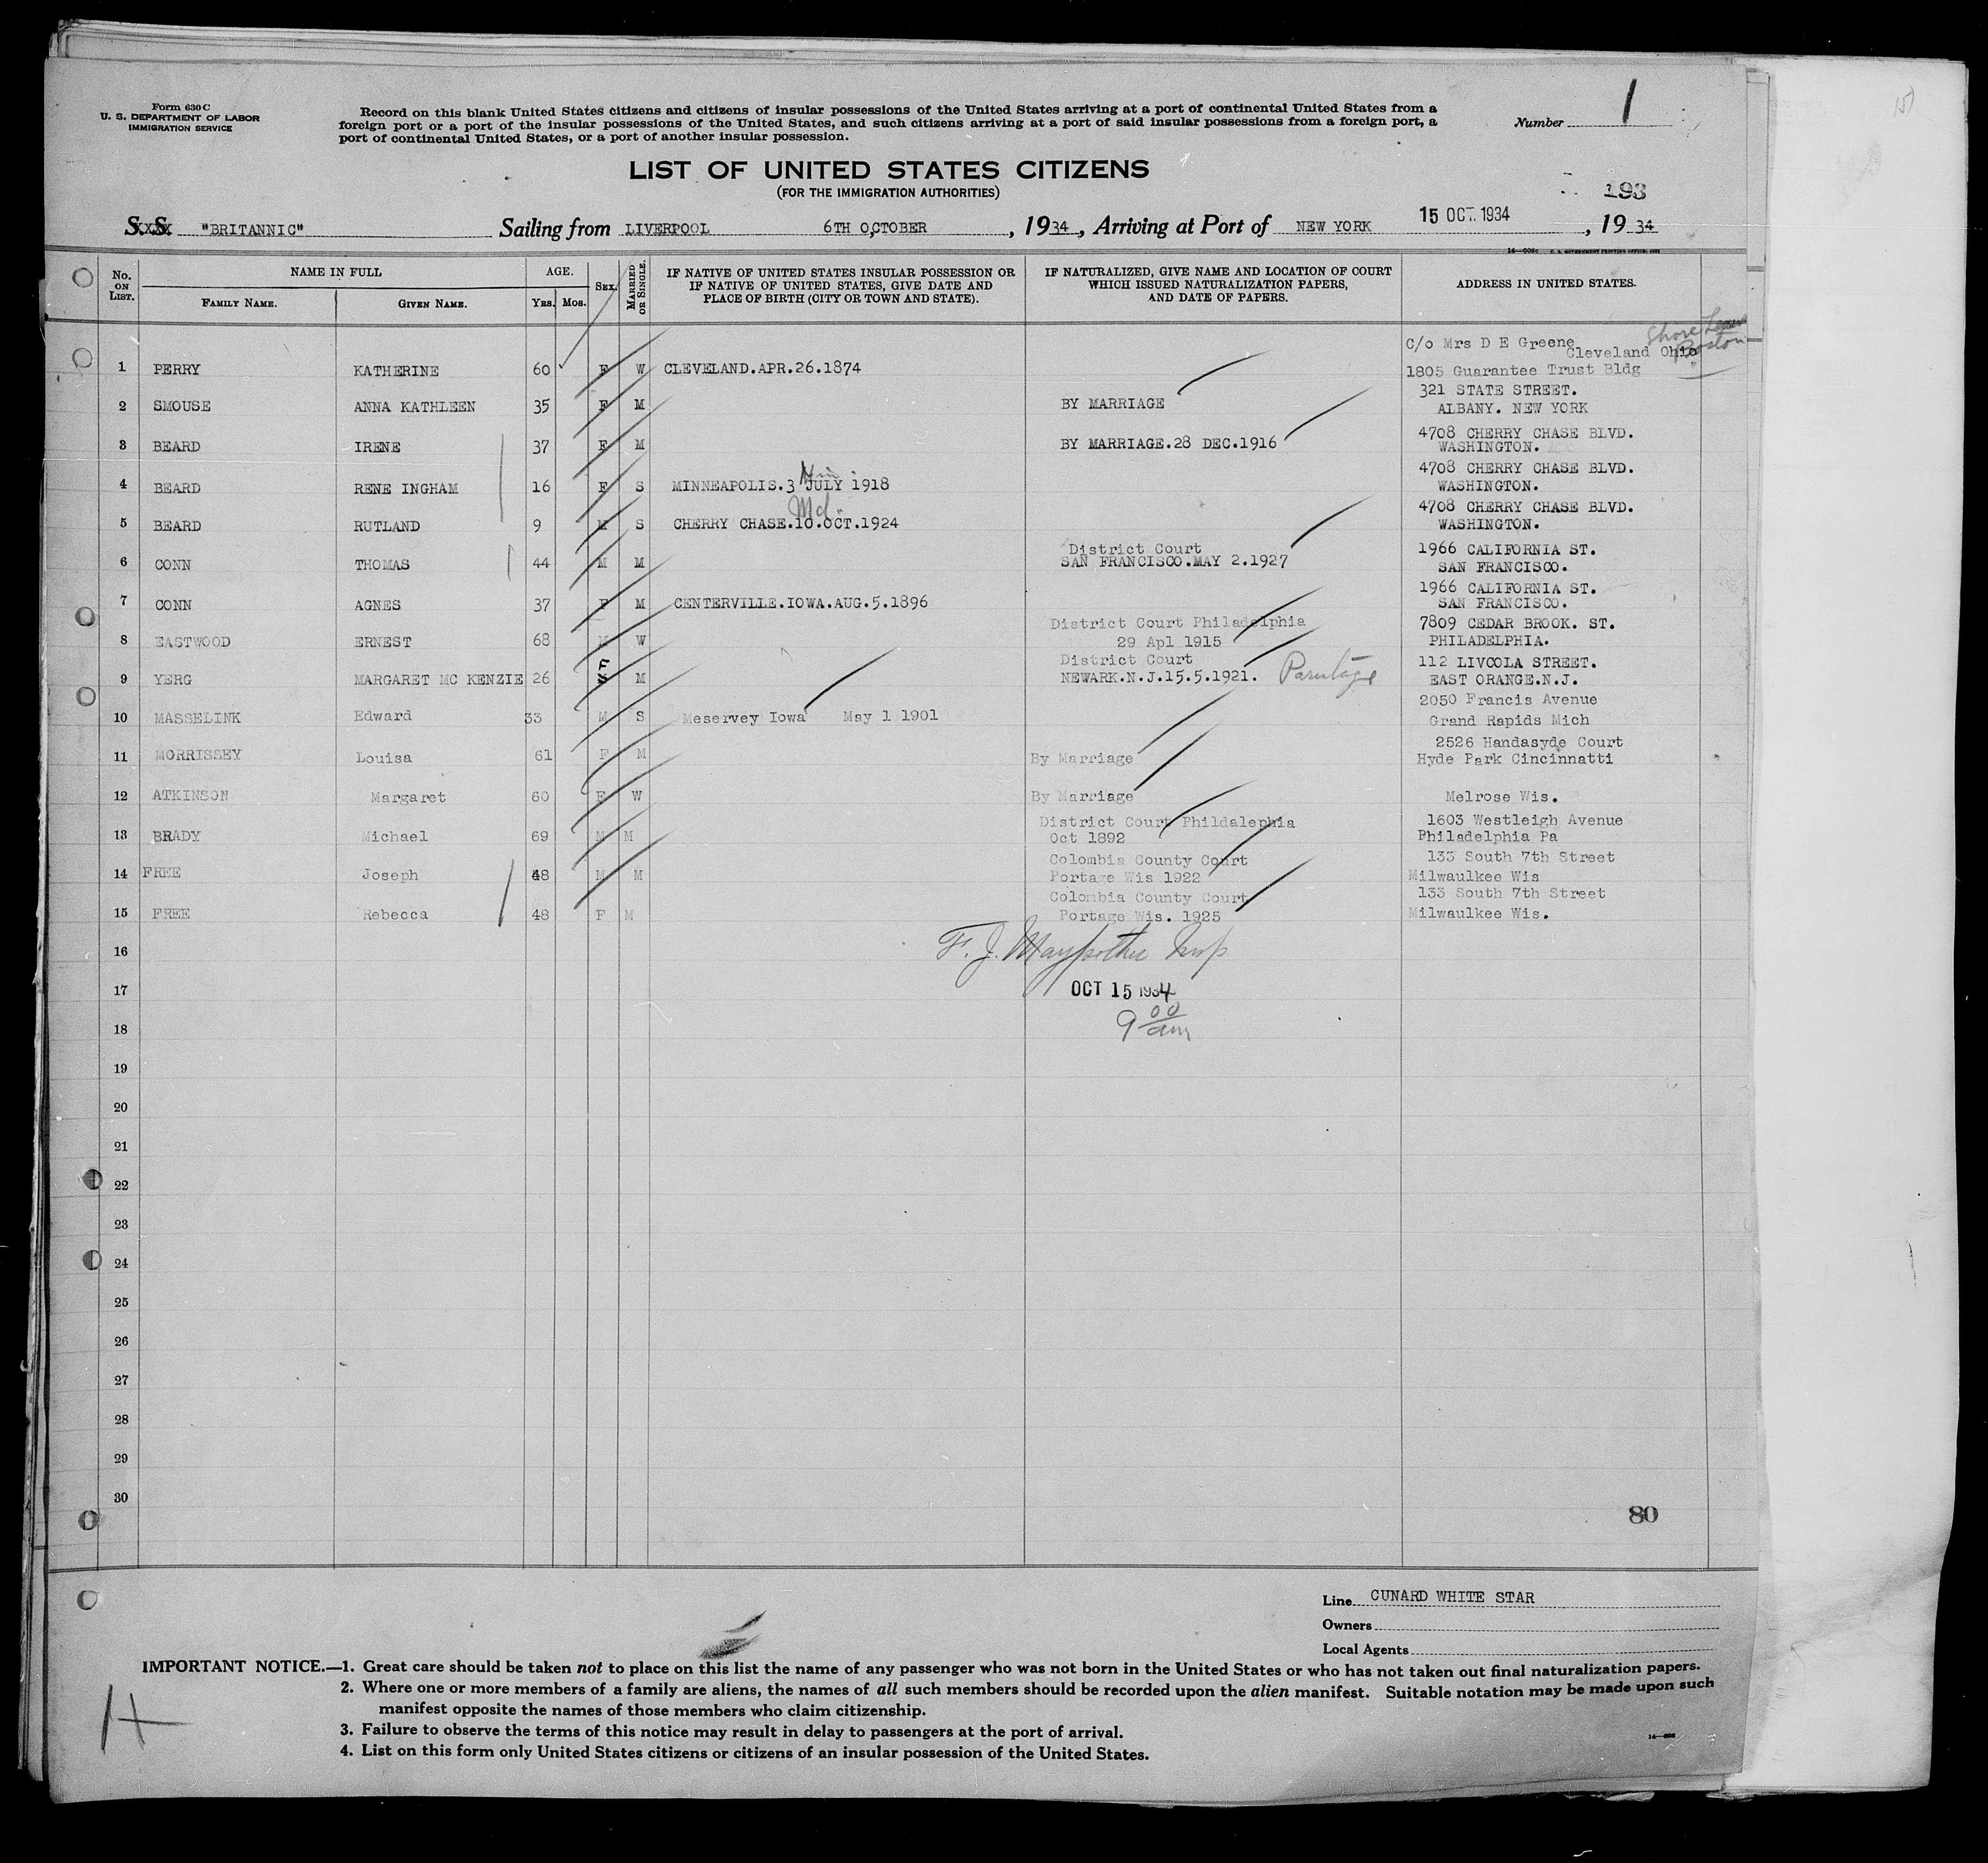 Form 630 C
U. S. DEPARTMENT OF LABOR
IMMIGRATION SERVICE
Record on this blank United States citizens and citizens of insular possessions of the United States arriving at a port of continental United States from a
foreign port or a port of the insular possessions of the United States, and such citizens arriving at a port of said insular possessions from a foreign port, a
port of continental United States, or a port of another insular possession.
Number 1
LIST OF UNITED STATES CITIZENS
(FOR THE IMMIGRATION AUTHORITIES)
193
S.S. "BRITANNIC" Sailing from LIVERPOOL 6TH OCTOBER, 1934, Arriving at Port of NEW YORK 15 OCT. 1934, 1934
No. ON LIST.
NAME IN FULL
FAMILY NAME. GIVEN NAME.
AGE.
YRS. MOS.
SEX.
MARRIED OR SINGLE.
IF NATIVE OF UNITED STATES INSULAR POSSESSION OR
IF NATIVE OF UNITED STATES, GIVE DATE AND
PLACE OF BIRTH (CITY OR TOWN AND STATE).
IF NATURALIZED, GIVE NAME AND LOCATION OF COURT
WHICH ISSUED NATURALIZATION PAPERS,
AND DATE OF PAPERS.
ADDRESS IN UNITED STATES.
Shore Leave
Boston
C/o Mrs D E Greene
Cleveland Ohio
1 PERRY KATHERINE 60 F W CLEVELAND.APR.26.1874 1805 Guarantee Trust Bldg
321 STATE STREET.
2 SMOUSE ANNA KATHLEEN 35 F M BY MARRIAGE ALBANY. NEW YORK
4708 CHERRY CHASE BLVD.
3 BEARD IRENE 37 F M BY MARRIAGE.28 DEC.1916 WASHINGTON.
Min 4708 CHERRY CHASE BLVD.
4 BEARD RENE INGHAM 16 F S MINNEAPOLIS.3 JULY 1918 WASHINGTON.
Md. 4708 CHERRY CHASE BLVD.
5 BEARD RUTLAND 9 M S CHERRY CHASE.10.OCT.1924 WASHINGTON.
District Court 1966 CALIFORNIA ST.
6 CONN THOMAS 44 M M SAN FRANCISCO.MAY 2.1927 SAN FRANCISCO.
1966 CALIFORNIA ST.
7 CONN AGNES 37 F M CENTERVILLE.IOWA.AUG.5.1896 SAN FRANCISCO.
District Court Philadelphia 7809 CEDAR BROOK. ST.
8 EASTWOOD ERNEST 68 M W 29 Apl 1915 PHILADELPHIA.
F District Court 112 LIVCOLA STREET.
9 YERG MARGARET MC KENZIE 26 M NEWARK.N.J.15.5.1921. Parentage EAST ORANGE.N.J.
2050 Francis Avenue
10 MASSELINK Edward 33 M S Meservey Iowa May 1 1901 Grand Rapids Mich
2526 Handasyde Court
11 MORRISSEY Louisa 61 F M By Marriage Hyde Park Cincinnatti
12 ATKINSON Margaret 60 F W By Marriage Melrose Wis.
District Court Phildalephia 1603 Westleigh Avenue
13 BRADY Michael 69 M M Oct 1892 Philadelphia Pa
Colombia County Court 133 South 7th Street
14 FREE Joseph 48 M M Portage Wis 1922 Milwaulkee Wis
Colombia County Court 133 South 7th Street
15 FREE Rebecca 48 F M Portage Wis. 1925 Milwaulkee Wis.
16 F. J. Insp
17 OCT 15 1934
18 9 00 am
19
20
21
22
23
24
25
26
27
28
29
30
80
Line CUNARD WHITE STAR
Owners
Local Agents
IMPORTANT NOTICE.—1. Great care should be taken not to place on this list the name of any passenger who was not born in the United States or who has not taken out final naturalization papers.
2. Where one or more members of a family are aliens, the names of all such members should be recorded upon the alien manifest. Suitable notation may be made upon such
manifest opposite the names of those members who claim citizenship.
3. Failure to observe the terms of this notice may result in delay to passengers at the port of arrival.
4. List on this form only United States citizens or citizens of an insular possession of the United States.